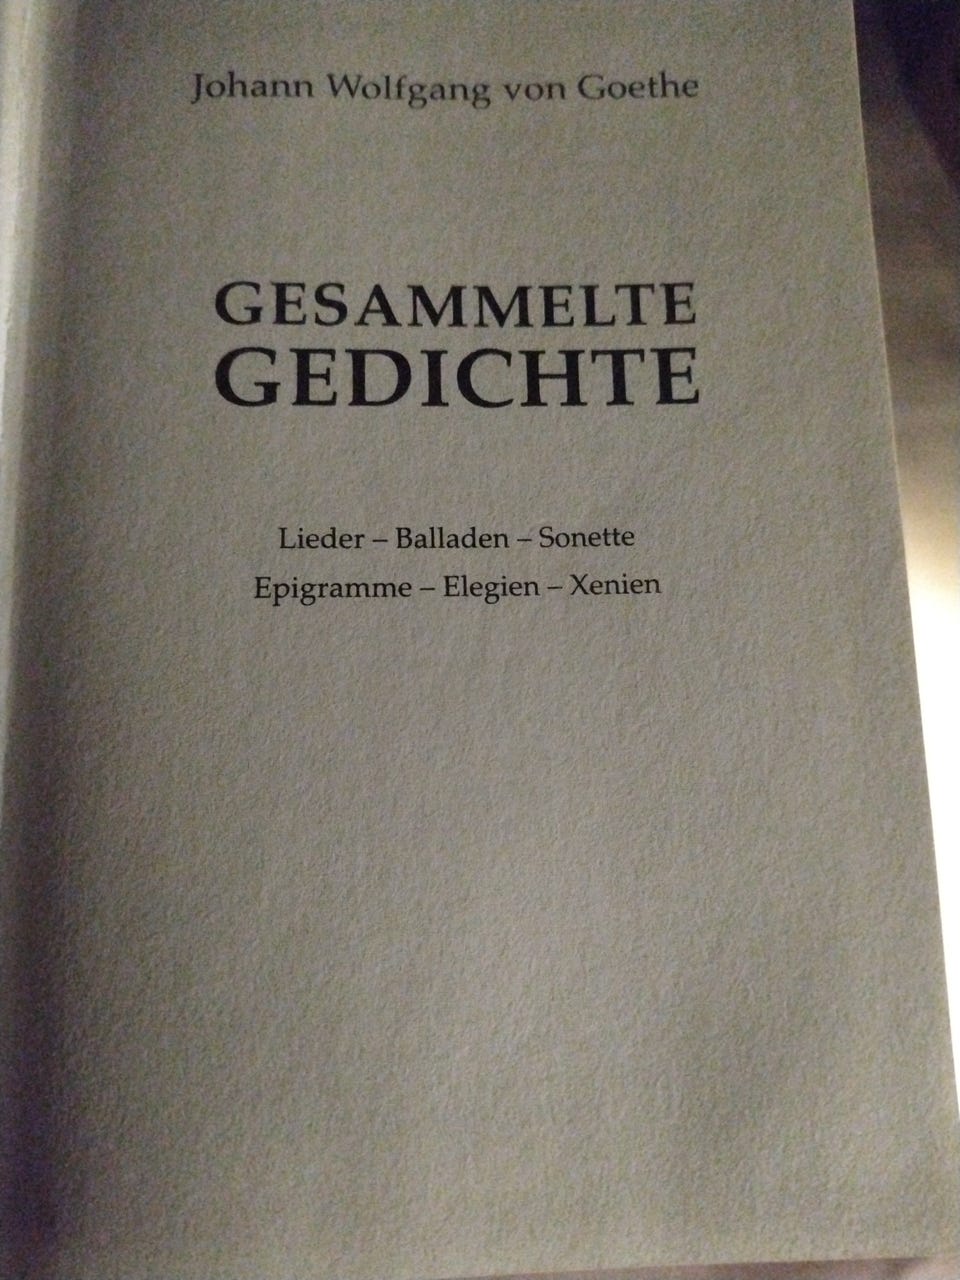 Johann Wolfgang von Goethe
GESAMMELTE
GEDICHTE
Lieder – Balladen – Sonette
Epigramme – Elegien – Xenien